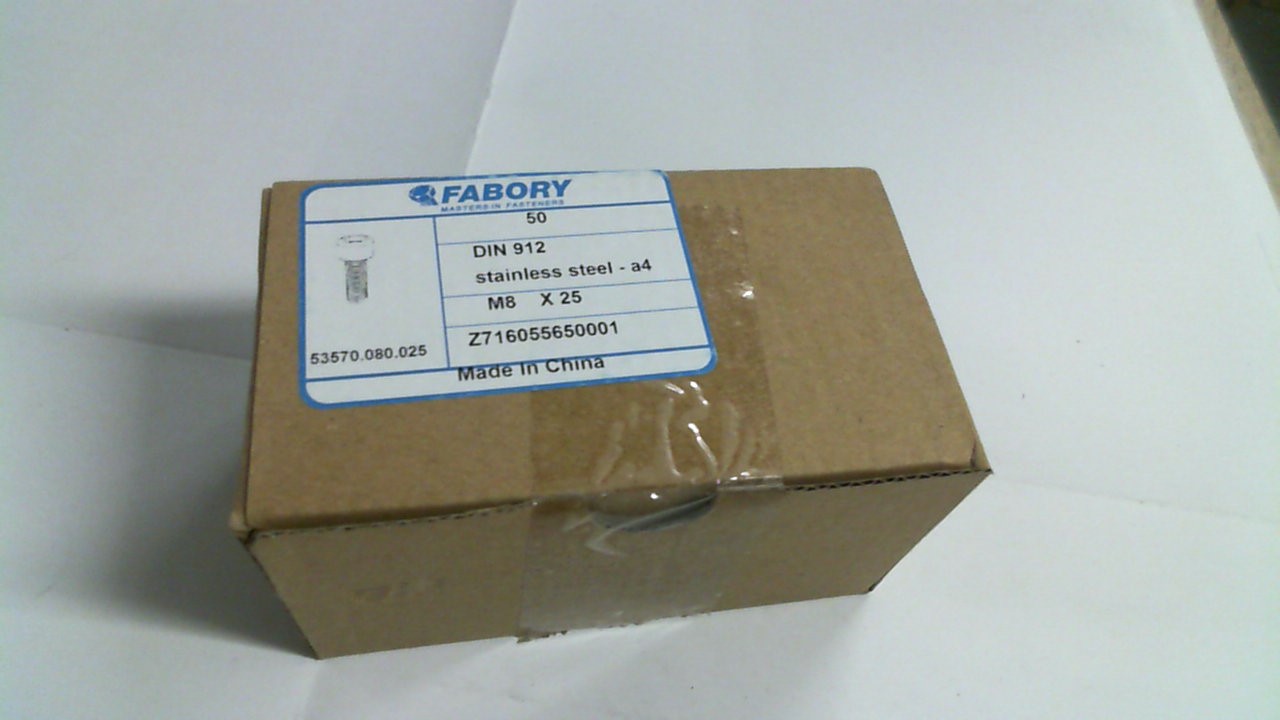 FABORY
MASTERS IN FASTENERS
50
DIN 912
stainless steel - a4
M8 X 25
Z716055650001
53570.080.025
Made In China